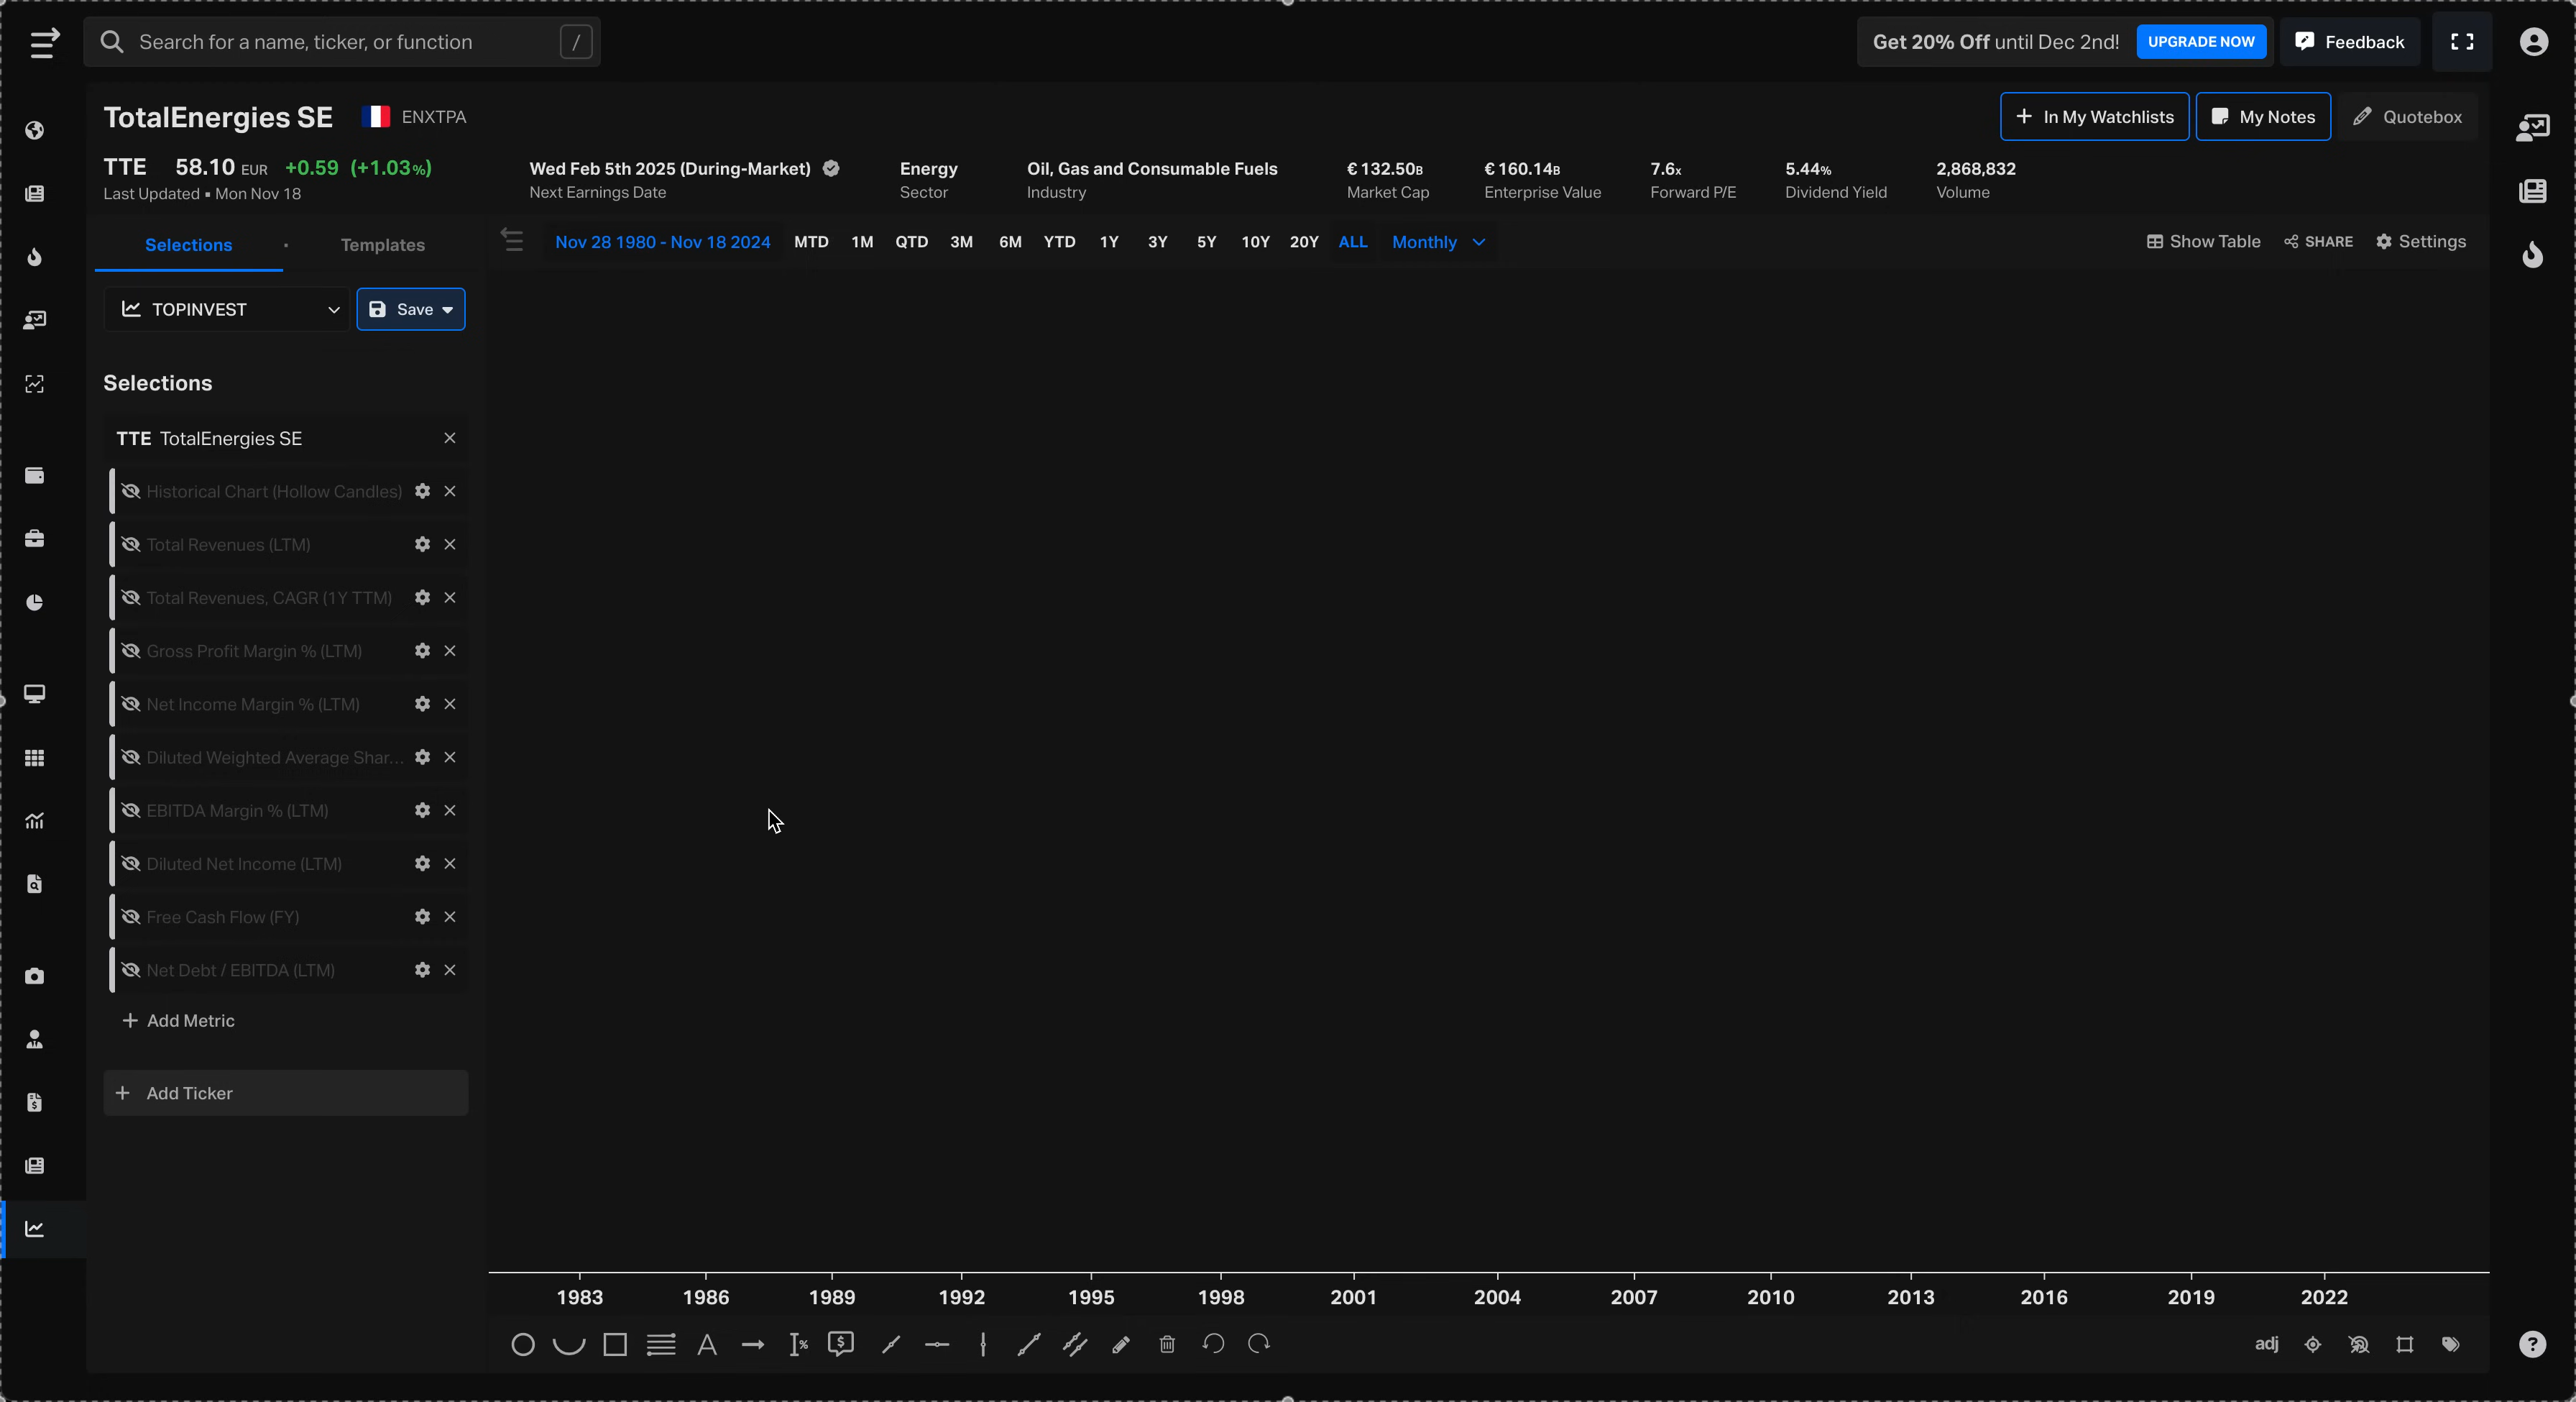 Search for a name, ticker, or function /
Get 20% Off until Dec 2nd! UPGRADE NOW Feedback
TotalEnergies SE ENXTPA
+ In My Watchlists My Notes Quotebox
TTE 58.10 EUR +0.59 (+1.03%)
Last Updated ▪ Mon Nov 18
Wed Feb 5th 2025 (During-Market)
Next Earnings Date
Energy
Sector
Oil, Gas and Consumable Fuels
Industry
€132.50B
Market Cap
€160.14B
Enterprise Value
7.6x
Forward P/E
5.44%
Dividend Yield
2,868,832
Volume
Selections · Templates
Nov 28 1980 - Nov 18 2024 MTD 1M QTD 3M 6M YTD 1Y 3Y 5Y 10Y 20Y ALL Monthly
Show Table SHARE Settings
TOPINVEST Save
Selections
TTE TotalEnergies SE
Historical Chart (Hollow Candles)
Total Revenues (LTM)
Total Revenues, CAGR (1Y TTM)
Gross Profit Margin % (LTM)
Net Income Margin % (LTM)
Diluted Weighted Average Shar...
EBITDA Margin % (LTM)
Diluted Net Income (LTM)
Free Cash Flow (FY)
Net Debt / EBITDA (LTM)
+ Add Metric
+ Add Ticker
1983 1986 1989 1992 1995 1998 2001 2004 2007 2010 2013 2016 2019 2022
adj